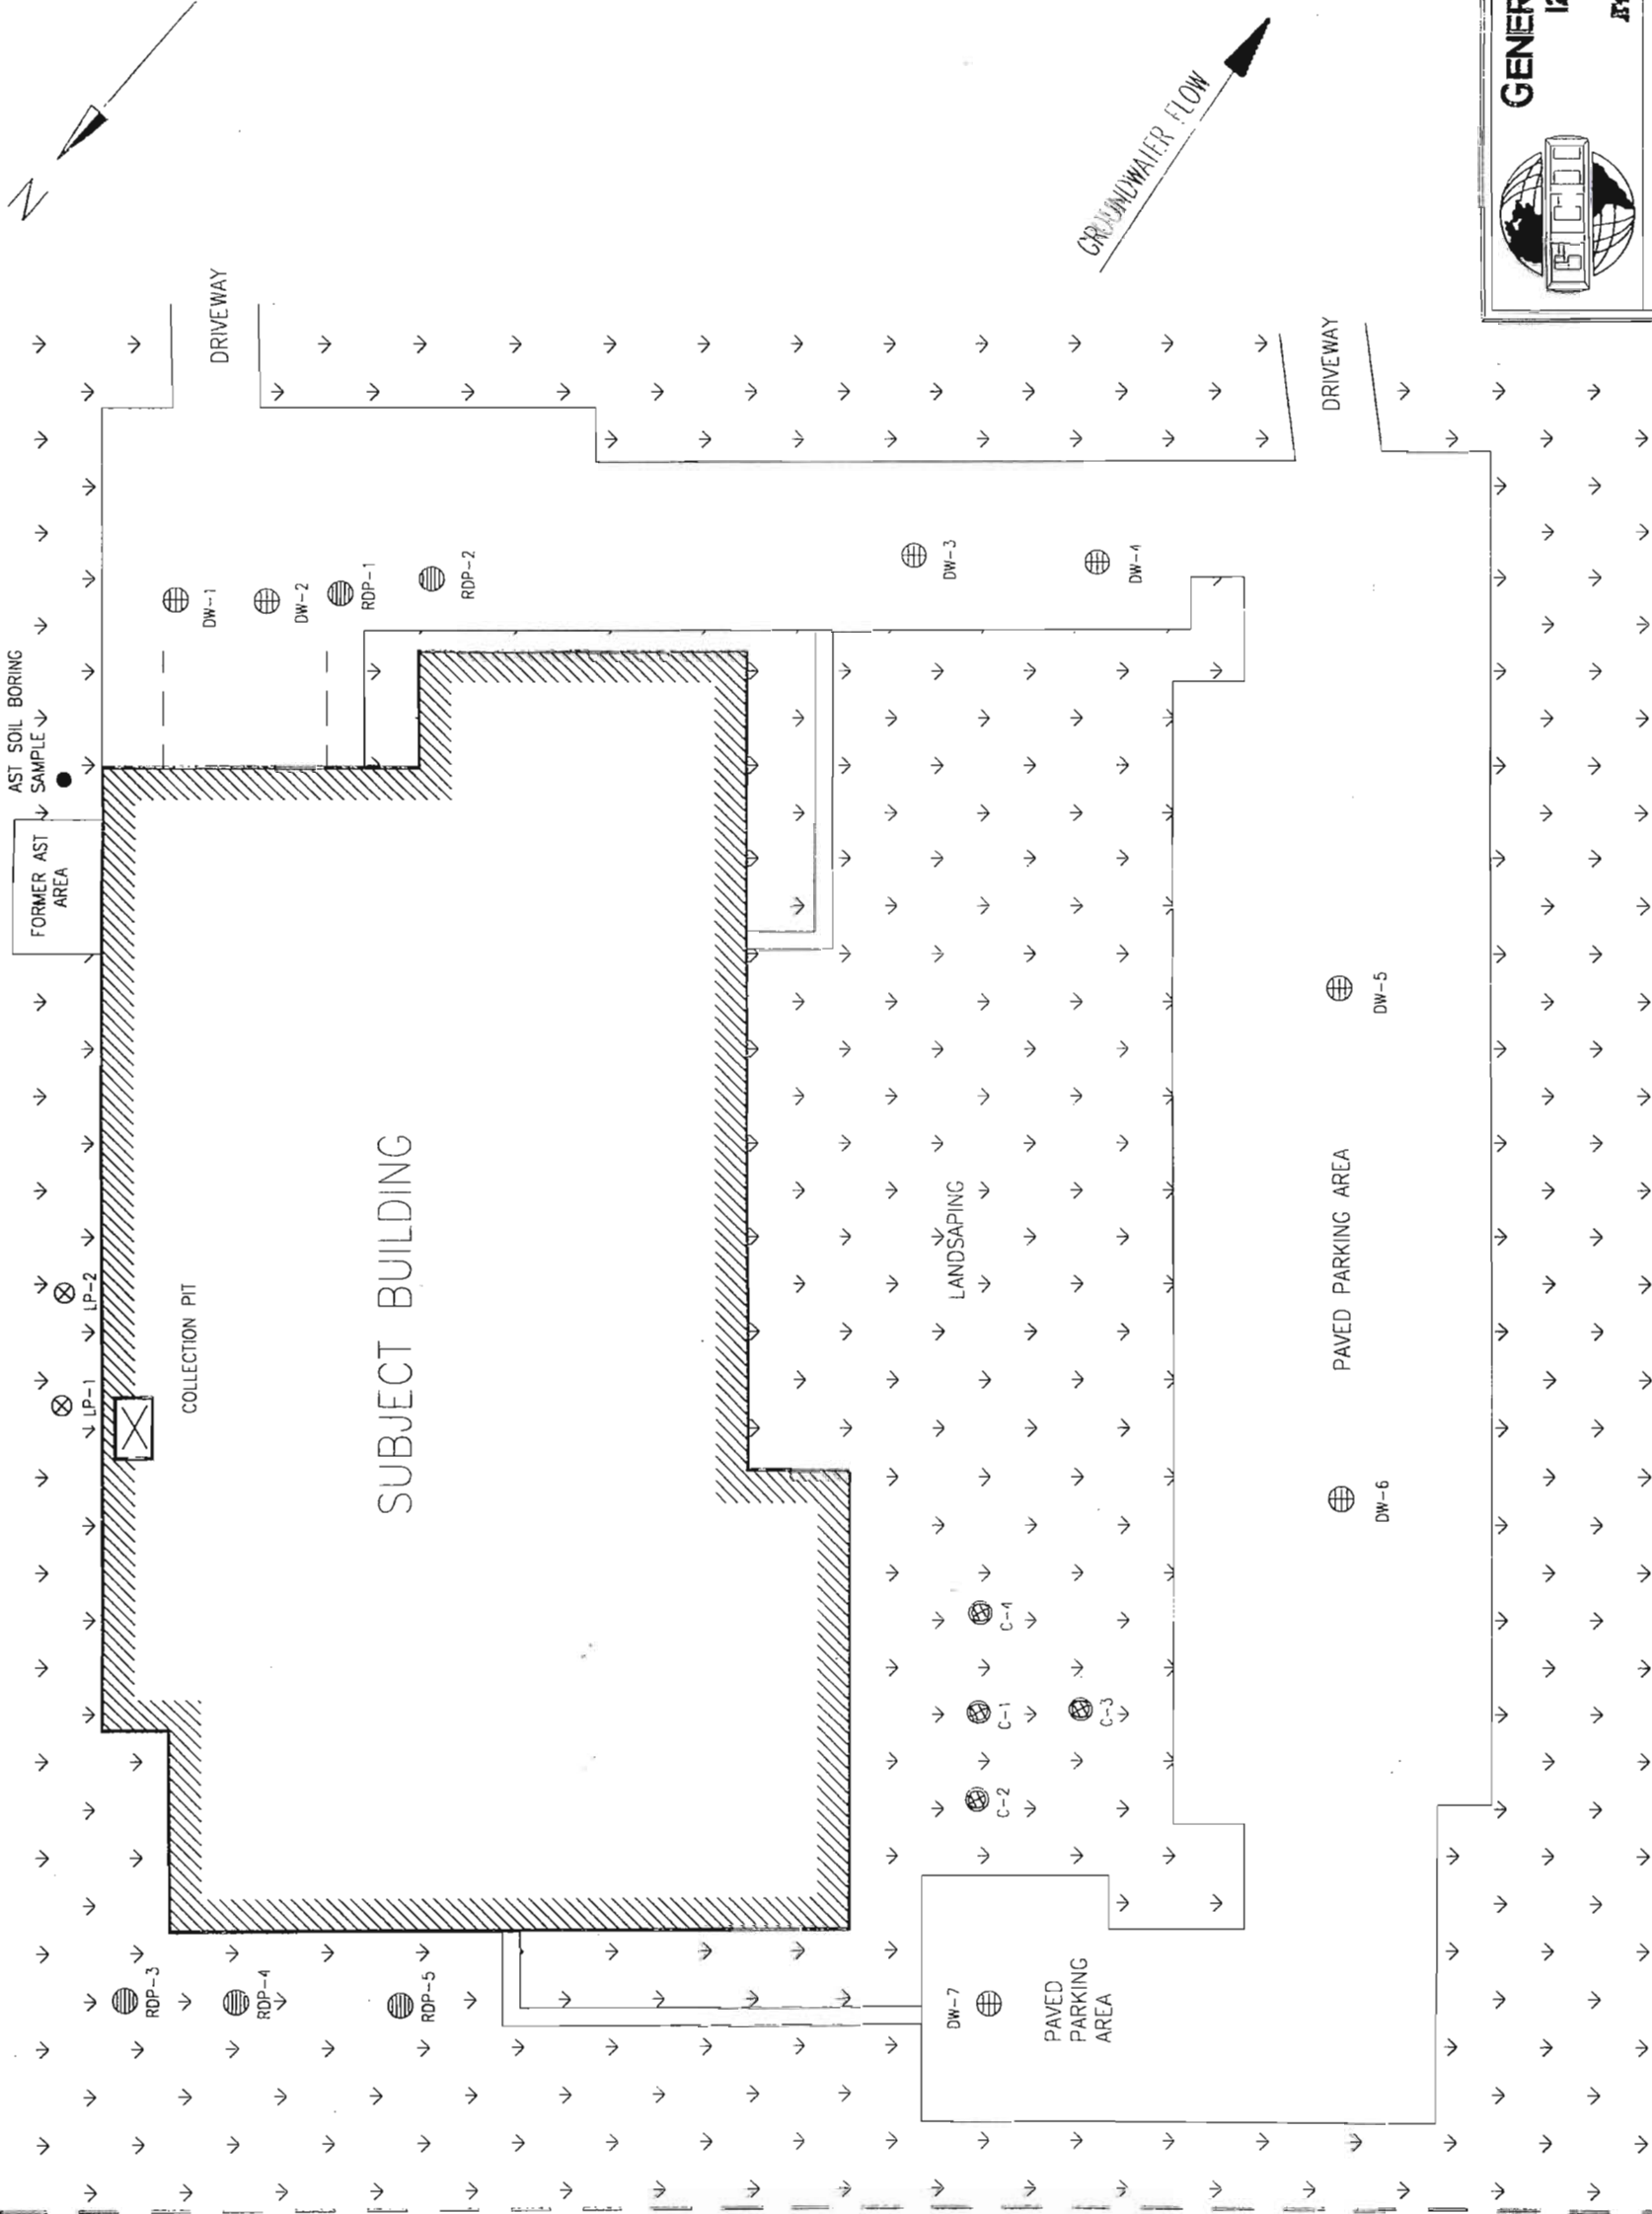 N
GROUNDWATER FLOW
GENER
DRIVEWAY
DRIVEWAY
AST SOIL BORING
SAMPLE
FORMER AST
AREA
DW-1
DW-2
RDP-1
RDP-2
DW-3
DW-4
LP-2
LP-1
COLLECTION PIT
SUBJECT BUILDING
LANDSAPING
PAVED PARKING AREA
DW-5
DW-6
C-4
C-1
C-3
C-2
RDP-3
RDP-4
RDP-5
DW-7
PAVED
PARKING
AREA